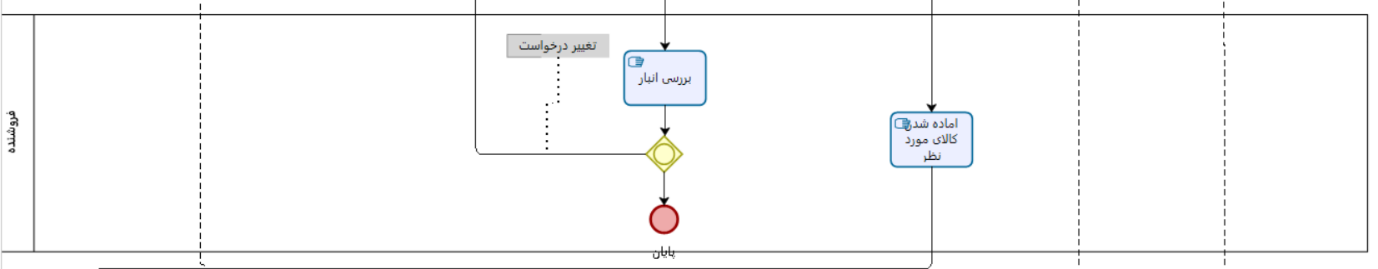 فروشنده
تغییر درخواست
بررسی انبار
اماده شدن
کالای مورد
نظر
پایان